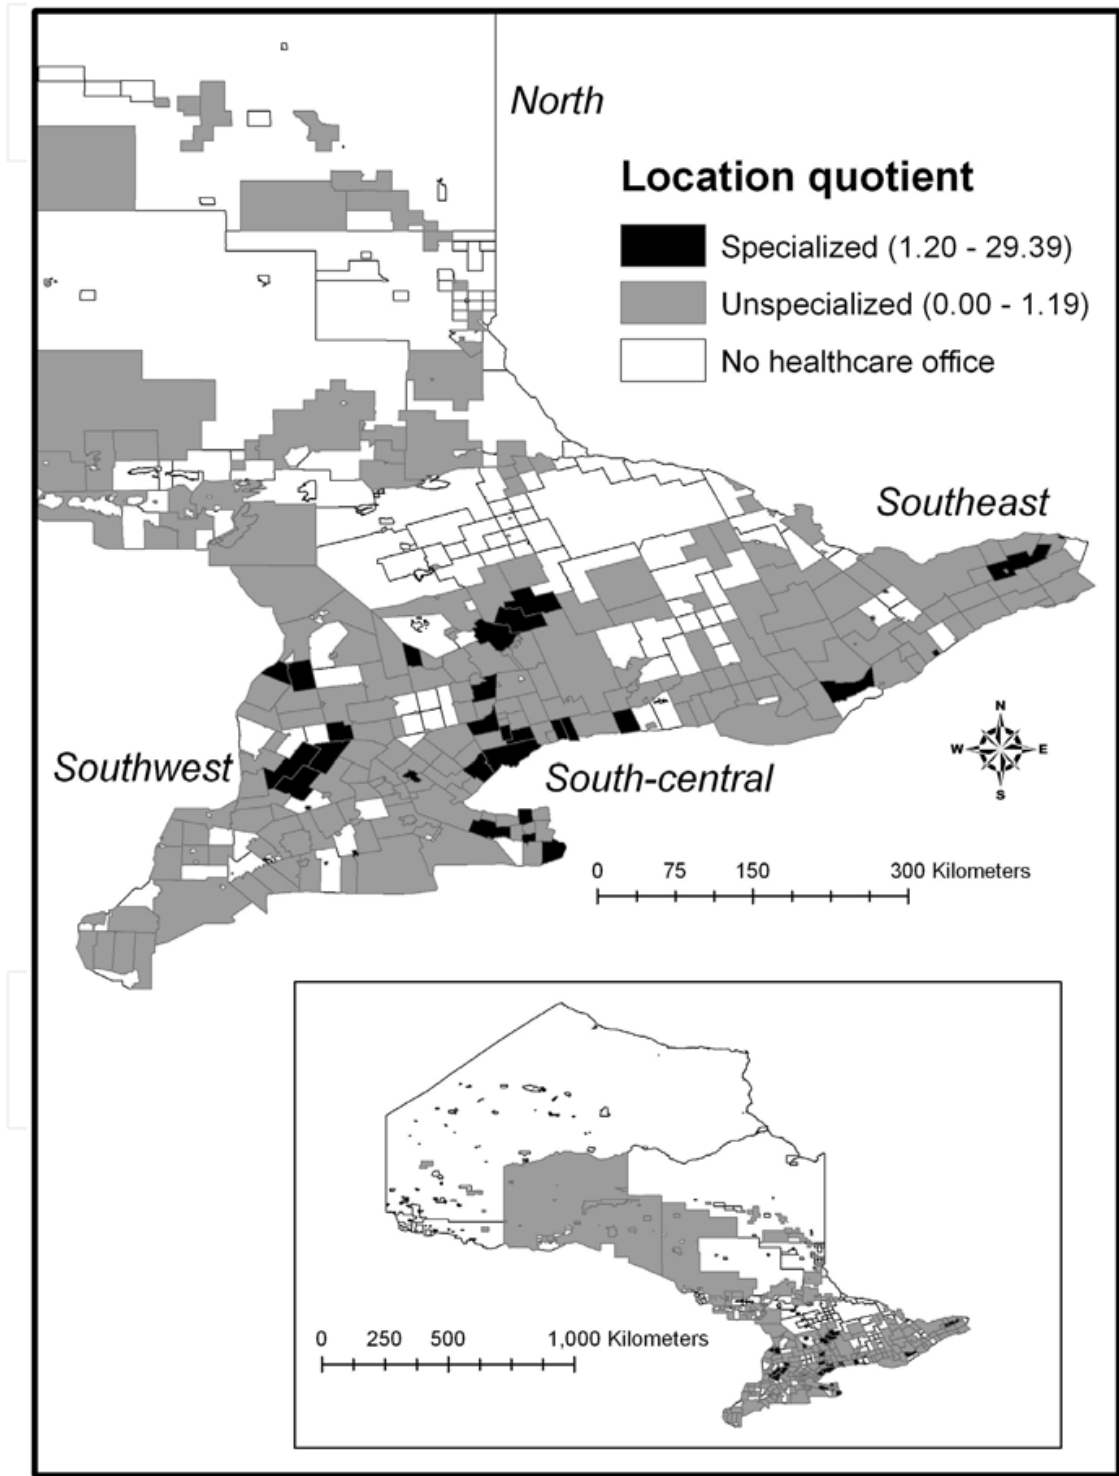 North
Location quotient
Specialized (1.20 - 29.39)
Unspecialized (0.00 - 1.19)
No healthcare office
Southeast
N
W E
S
Southwest
South-central
0 75 150 300 Kilometers
0 250 500 1,000 Kilometers